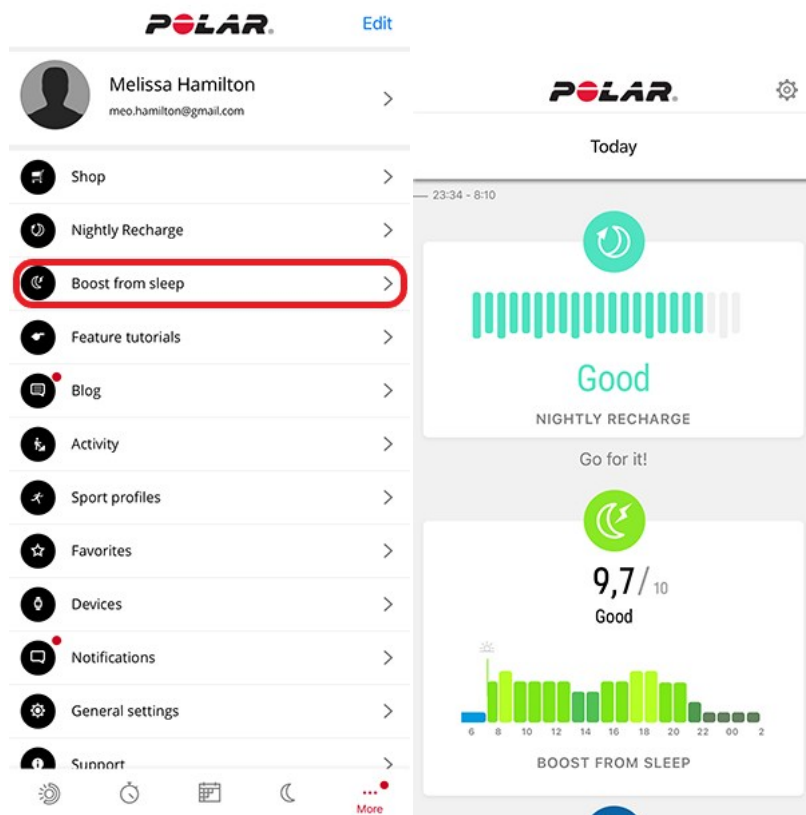 POLAR.
Edit
Melissa Hamilton
meo.hamilton@gmail.com
Shop
Nightly Recharge
Boost from sleep
Feature tutorials
Blog
Activity
Sport profiles
Favorites
Devices
Notifications
General settings
Support
More
POLAR.
Today
23:34 - 8:10
Good
NIGHTLY RECHARGE
Go for it!
9,7/ 10
Good
6 8 10 12 14 16 18 20 22 00 2
BOOST FROM SLEEP